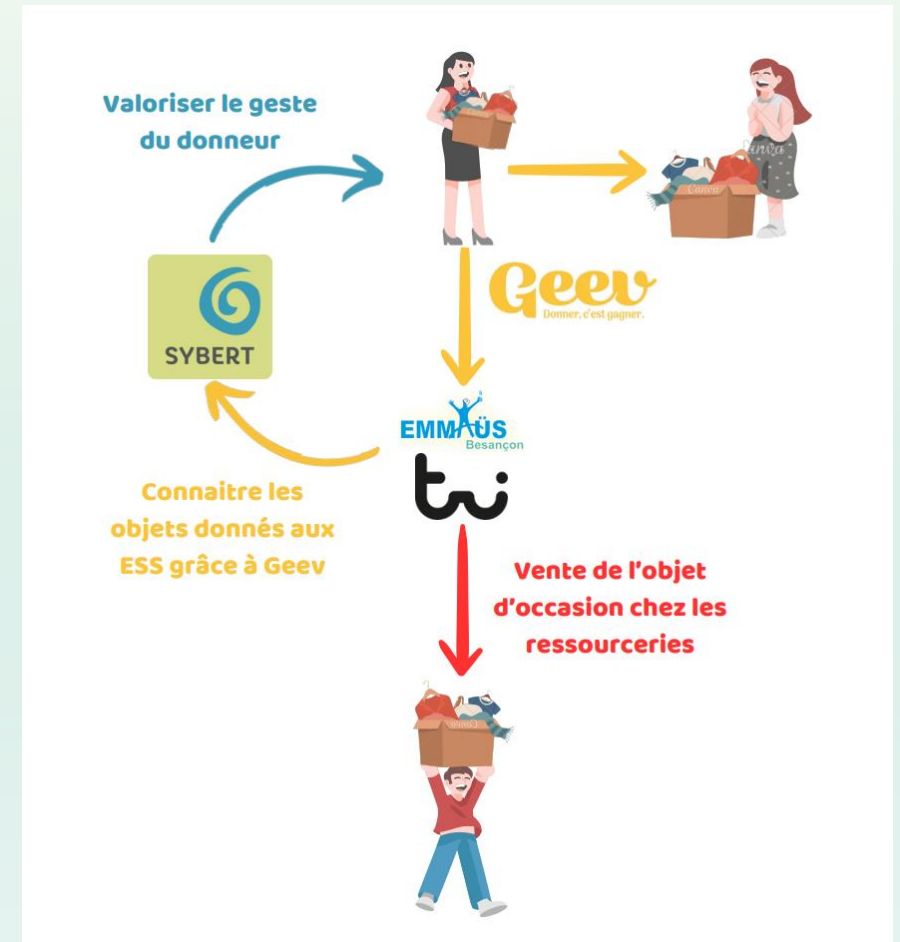 Valoriser le geste
du donneur
Geev
Donner, c'est gagner.
SYBERT
EMMAÜS
Besançon
tri
Connaitre les
objets donnés aux
ESS grâce à Geev
Vente de l'objet
d'occasion chez les
ressourceries